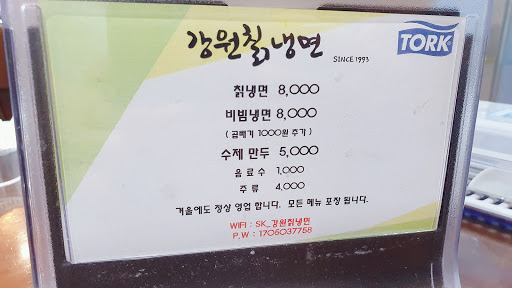 강원칡냉면
SINCE 1993
TORK
칡냉면 8,000
비빔냉면 8,000
( 곱빼기 1000원 추가 )
수제 만두 5,000
음료수 1,000
주 류 4,000
겨울에도 정상 영업 합니다. 모든 메뉴 포장 됩니다.
WIFI : SK_강원칡냉면
P.W : 1705037758